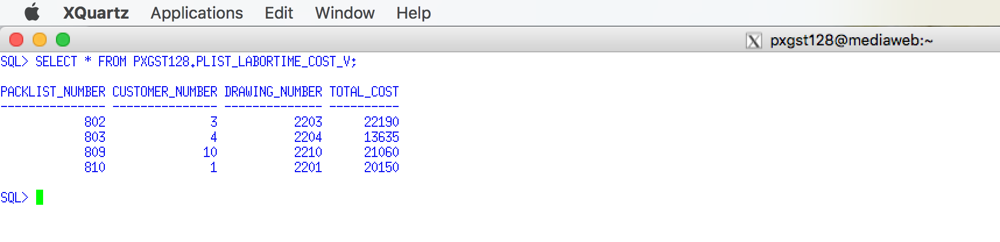 XQuartz Applications Edit Window Help
X pxgst128@mediaweb:~
SQL> SELECT * FROM PXGST128.PLIST_LABORTIME_COST_V;
PACKLIST_NUMBER CUSTOMER_NUMBER DRAWING_NUMBER TOTAL_COST
--------------- --------------- -------------- ----------
802 3 2203 22190
803 4 2204 13635
809 10 2210 21060
810 1 2201 20150
SQL>